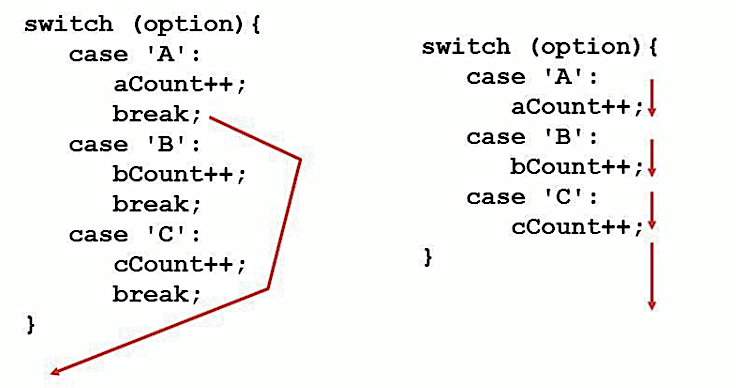 switch (option){
case 'A':
aCount++;
break;
case 'B':
bCount++;
break;
case 'C':
cCount++;
break;
}
switch (option){
case 'A':
aCount++;
case 'B':
bCount++;
case 'C':
cCount++;
}